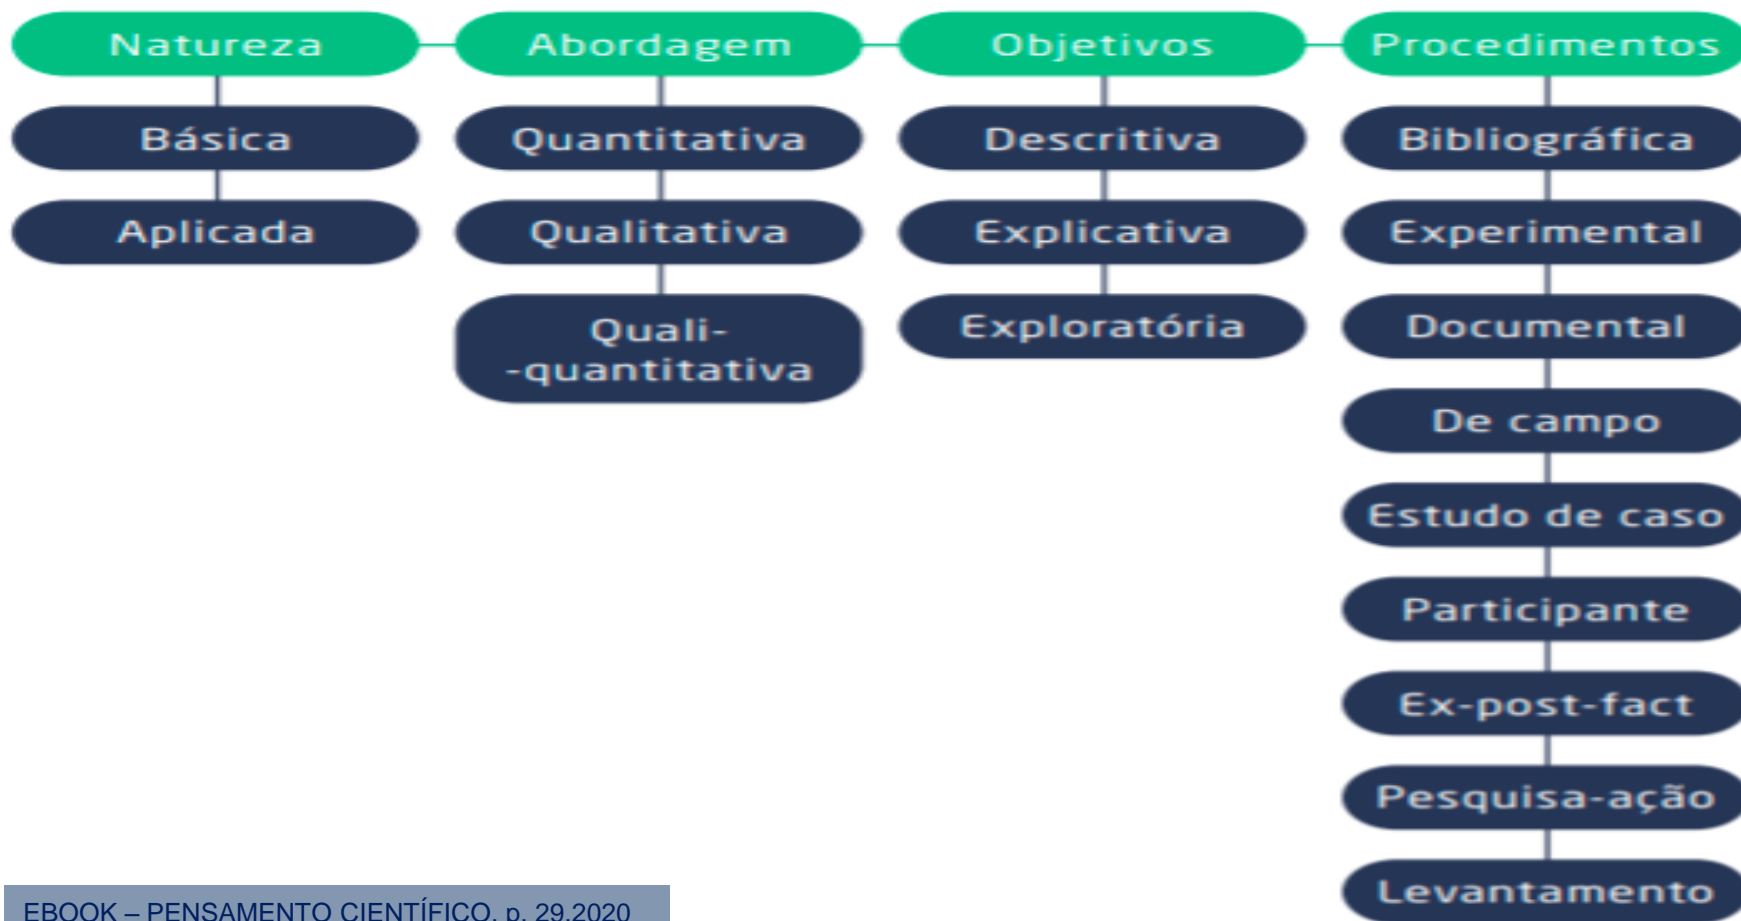 Natureza
Básica
Aplicada
Abordagem
Quantitativa
Qualitativa
Quali-
-quantitativa
Objetivos
Descritiva
Explicativa
Exploratória
Procedimentos
Bibliográfica
Experimental
Documental
De campo
Estudo de caso
Participante
Ex-post-fact
Pesquisa-ação
Levantamento
EBOOK – PENSAMENTO CIENTÍFICO, p. 29,2020